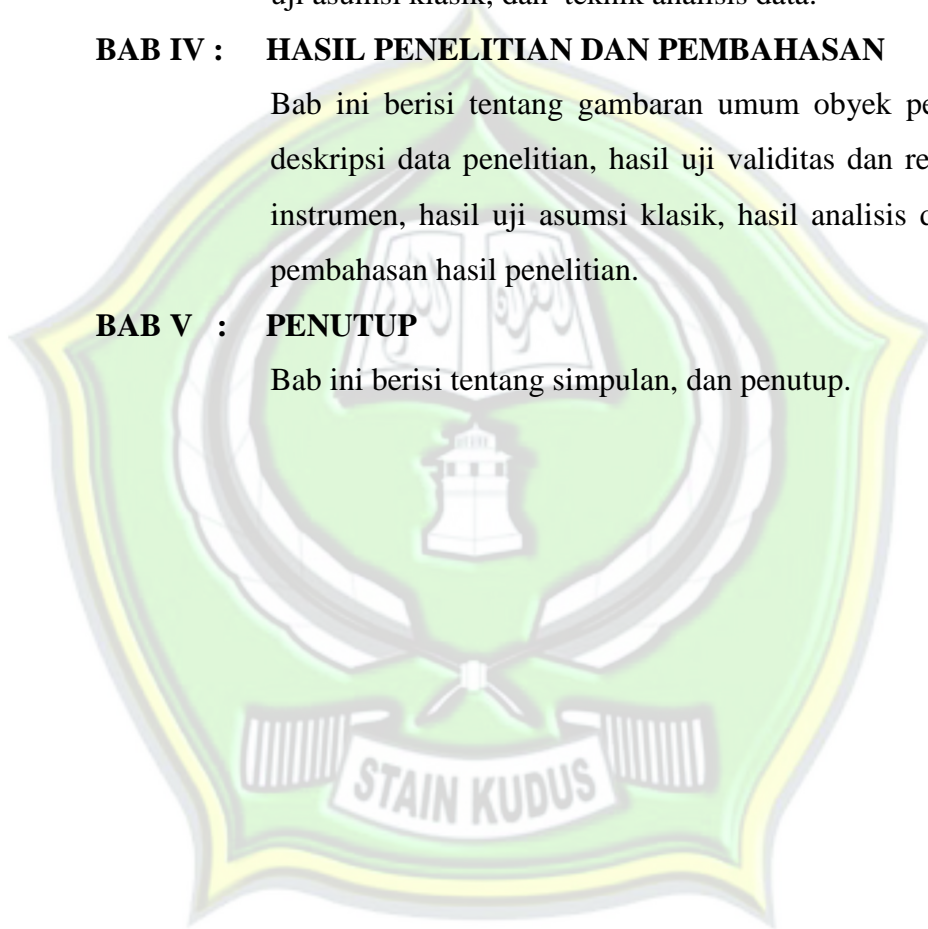 uji asumsi klasik, dan teknik analisis data.
BAB IV : HASIL PENELITIAN DAN PEMBAHASAN
Bab ini berisi tentang gambaran umum obyek pe
deskripsi data penelitian, hasil uji validitas dan re
instrumen, hasil uji asumsi klasik, hasil analisis d
pembahasan hasil penelitian.
BAB V : PENUTUP
Bab ini berisi tentang simpulan, dan penutup.
STAIN KUDUS